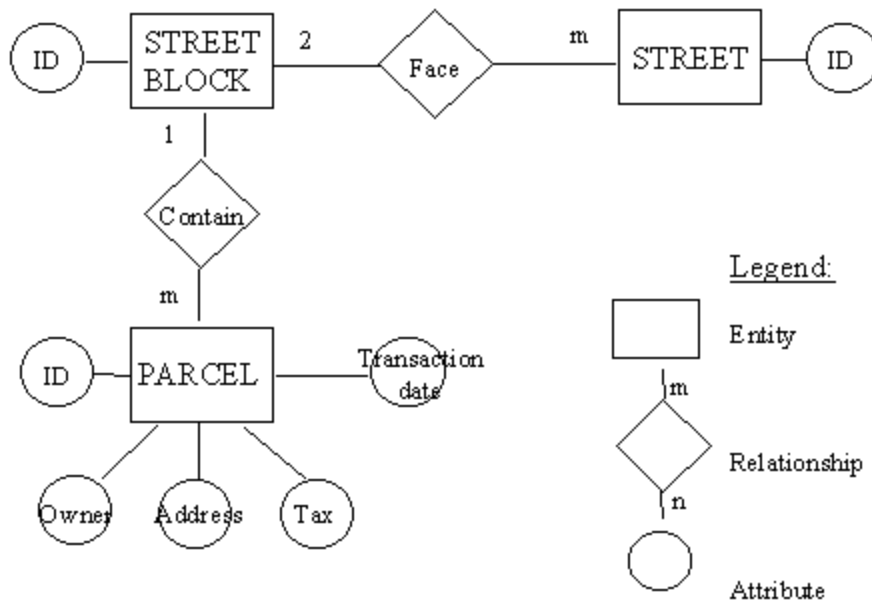 ID
STREET
BLOCK
2
Face
m
STREET
ID
1
Contain
m
ID
PARCEL
Transaction
date
Owner
Address
Tax
Legend:
Entity
m
Relationship
n
Attribute